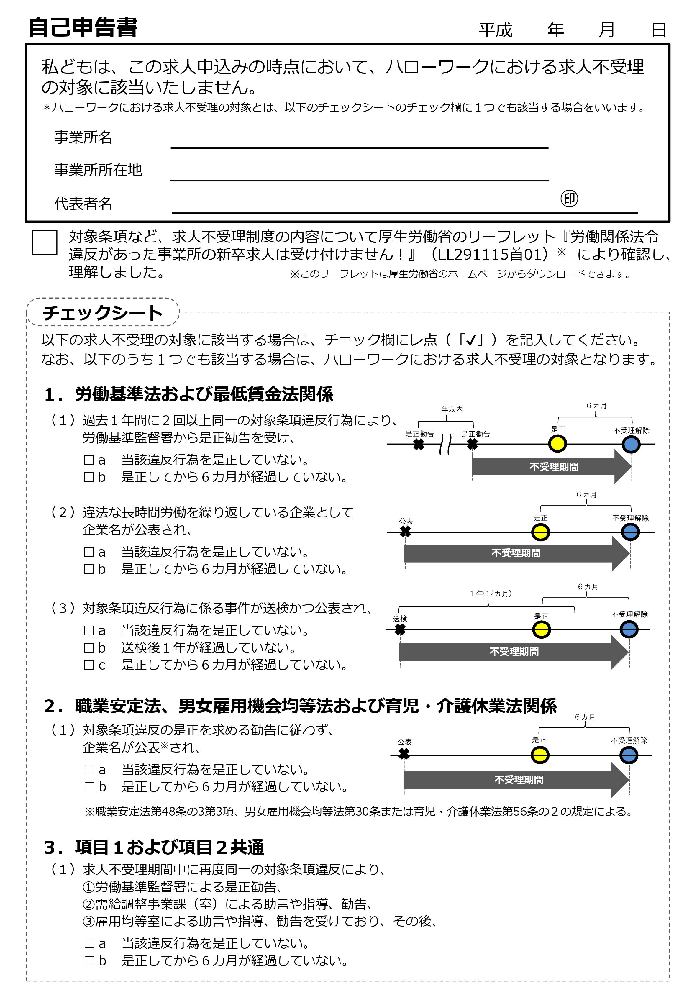 自己申告書
平成　　年　　月　　日
私どもは、この求人申込みの時点において、ハローワークにおける求人不受理
の対象に該当いたしません。
＊ハローワークにおける求人不受理の対象とは、以下のチェックシートのチェック欄に１つでも該当する場合をいいます。
事業所名
事業所所在地
代表者名
㊞
□ 対象条項など、求人不受理制度の内容について厚生労働省のリーフレット『労働関係法令
違反があった事業所の新卒求人は受け付けません！』（LL291115首01）※ により確認し、
理解しました。
※このリーフレットは厚生労働省のホームページからダウンロードできます。
チェックシート
以下の求人不受理の対象に該当する場合は、チェック欄にレ点（「✓」）を記入してください。
なお、以下のうち１つでも該当する場合は、ハローワークにおける求人不受理の対象となります。
１．労働基準法および最低賃金法関係
（１）過去１年間に２回以上同一の対象条項違反行為により、
労働基準監督署から是正勧告を受け、
□ a　当該違反行為を是正していない。
□ b　是正してから６カ月が経過していない。
１年以内
６カ月
是正勧告
是正勧告
是正
不受理解除
不受理期間
（２）違法な長時間労働を繰り返している企業として
企業名が公表され、
□ a　当該違反行為を是正していない。
□ b　是正してから６カ月が経過していない。
６カ月
公表
是正
不受理解除
不受理期間
（３）対象条項違反行為に係る事件が送検かつ公表され、
□ a　当該違反行為を是正していない。
□ b　送検後１年が経過していない。
□ c　是正してから６カ月が経過していない。
１年(12カ月)
６カ月
送検
是正
不受理解除
不受理期間
２．職業安定法、男女雇用機会均等法および育児・介護休業法関係
（１）対象条項違反の是正を求める勧告に従わず、
企業名が公表※され、
□ a　当該違反行為を是正していない。
□ b　是正してから６カ月が経過していない。
６カ月
公表
是正
不受理解除
不受理期間
※職業安定法第48条の3第3項、男女雇用機会均等法第30条または育児・介護休業法第56条の２の規定による。
３．項目１および項目２共通
（１）求人不受理期間中に再度同一の対象条項違反により、
①労働基準監督署による是正勧告、
②需給調整事業課（室）による助言や指導、勧告、
③雇用均等室による助言や指導、勧告を受けており、その後、
□ a　当該違反行為を是正していない。
□ b　是正してから６カ月が経過していない。